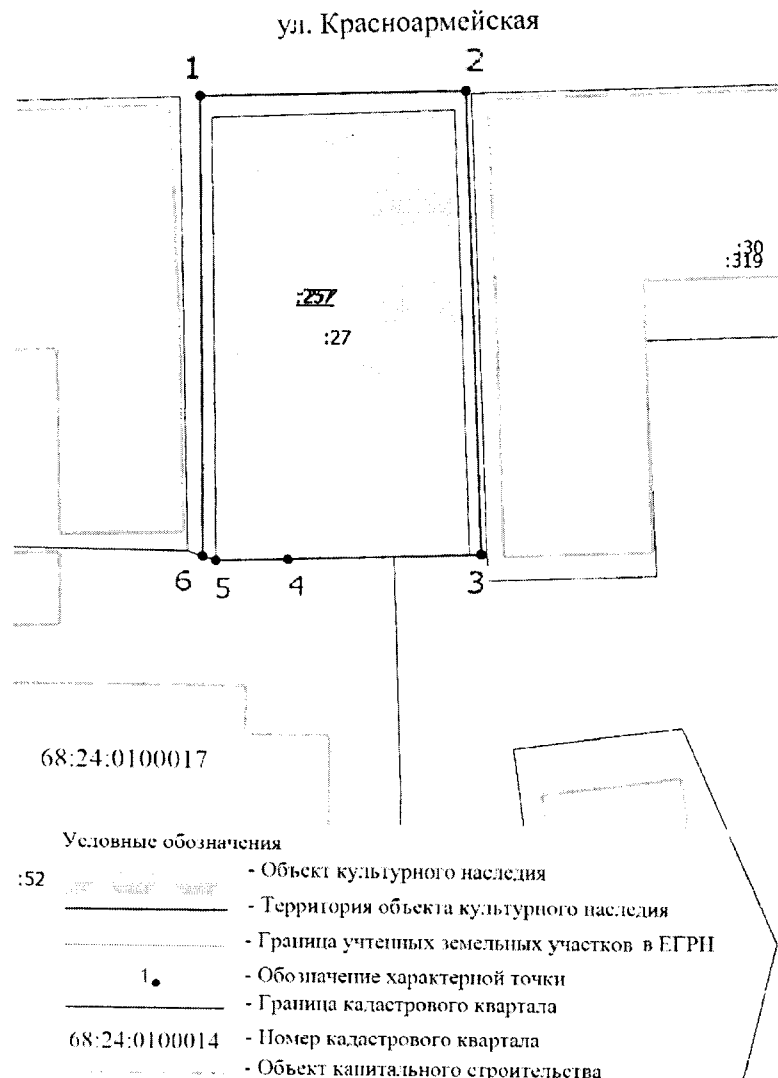 ул. Красноармейская
1
2
:30
:319
:27
6
5
4
3
68:24:0100017
Условные обозначения
:52 - Объект культурного наследия
- Территория объекта культурного наследия
- Граница учтенных земельных участков в ЕГРН
1 - Обозначение характерной точки
- Граница кадастрового квартала
68:24:0100014 - Номер кадастрового квартала
- Объект капитального строительства